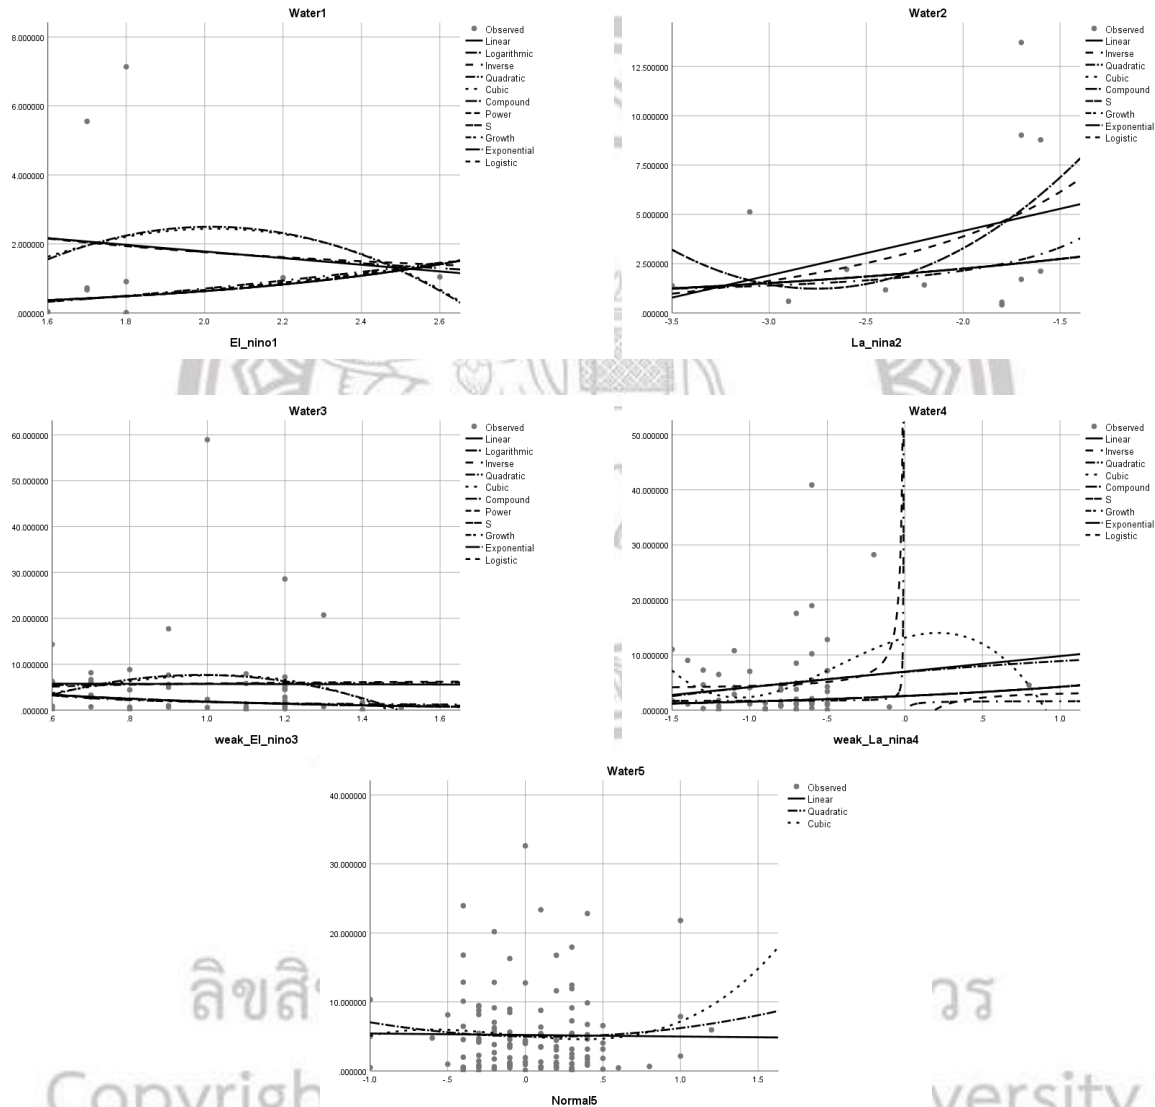 Water1
8.000000
6.000000
4.000000
2.000000
.000000
1.6 1.8 2.0 2.2 2.4 2.6
El_nino1
Observed
Linear
Logarithmic
Inverse
Quadratic
Cubic
Compound
Power
S
Growth
Exponential
Logistic
Water2
12.500000
10.000000
7.500000
5.000000
2.500000
.000000
-3.5 -3.0 -2.5 -2.0 -1.5
La_nina2
Observed
Linear
Inverse
Quadratic
Cubic
Compound
S
Growth
Exponential
Logistic
Water3
60.000000
50.000000
40.000000
30.000000
20.000000
10.000000
.000000
.6 .8 1.0 1.2 1.4 1.6
weak_El_nino3
Observed
Linear
Logarithmic
Inverse
Quadratic
Cubic
Compound
Power
S
Growth
Exponential
Logistic
Water4
50.000000
40.000000
30.000000
20.000000
10.000000
.000000
-1.5 -1.0 -.5 .0 .5 1.0
weak_La_nina4
Observed
Linear
Inverse
Quadratic
Cubic
Compound
S
Growth
Exponential
Logistic
Water5
40.000000
30.000000
20.000000
10.000000
.000000
-1.0 -.5 .0 .5 1.0 1.5
Normal5
Observed
Linear
Quadratic
Cubic